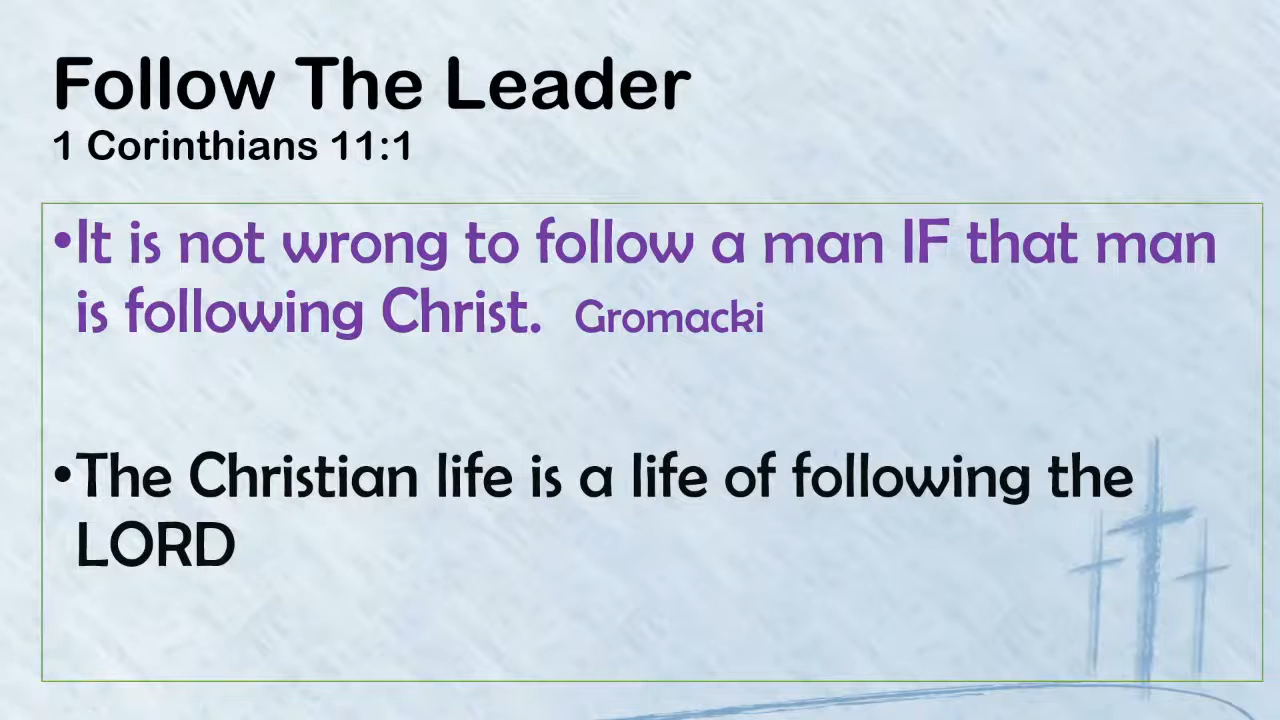 Follow The Leader
1 Corinthians 11:1
•It is not wrong to follow a man IF that man
is following Christ. Gromacki
•The Christian life is a life of following the
LORD